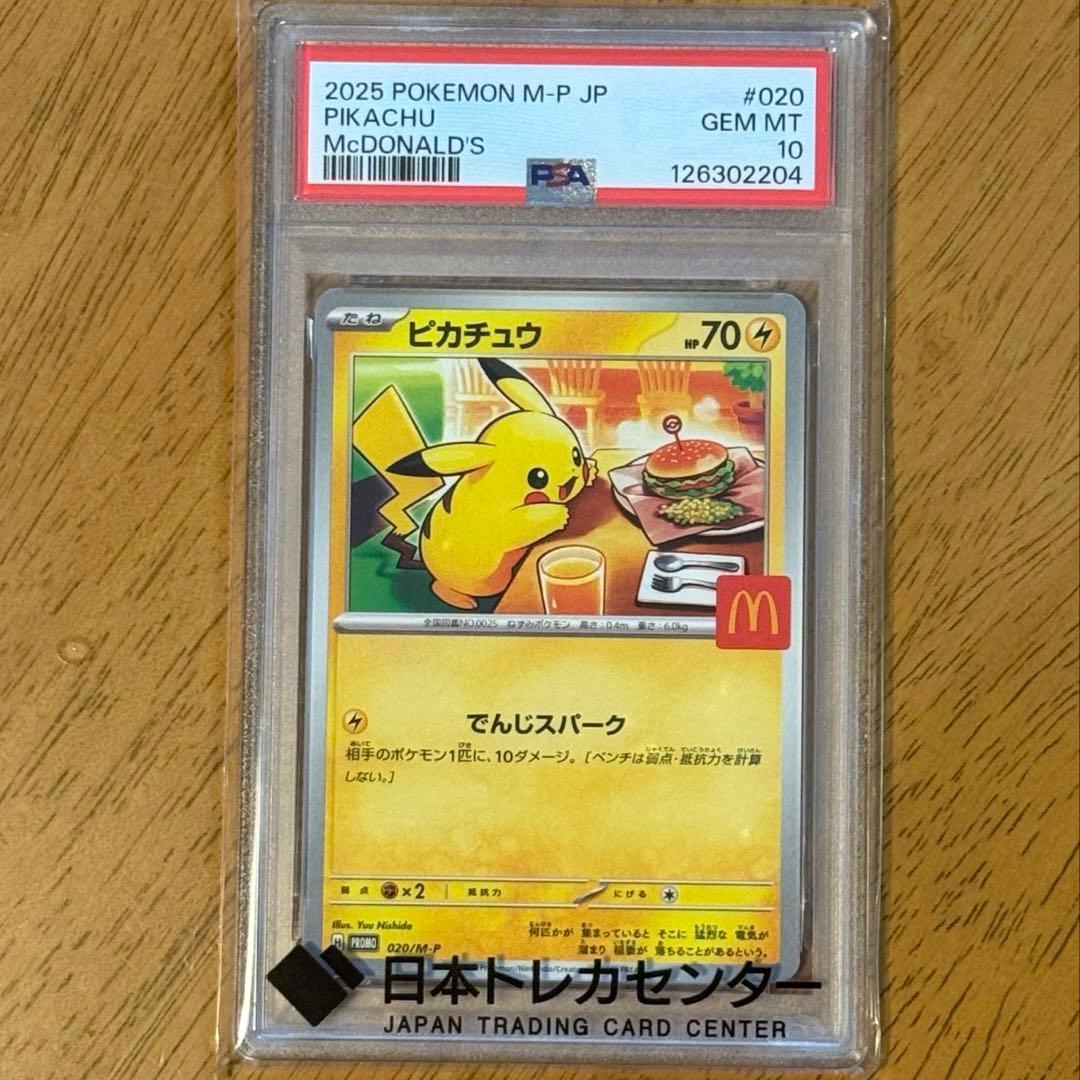 2025 POKEMON M-P JP #020
PIKACHU GEM MT
McDONALD'S 10
PSA 126302204
たね ピカチュウ HP70
全国図鑑NO.0025 ねずみポケモン 高さ:0.4m 重さ:6.0kg
でんじスパーク
相手のポケモン1匹に、10ダメージ。[ベンチは弱点・抵抗力を計算
しない。]
弱点 ×2 抵抗力 にげる
Illus. Yuu Nishida
何匹かが 集まっていると そこに 猛烈な 電気が
溜まり 稲妻が 落ちることがあるという。
PROMO 020/M-P
Pokémon/Nintendo/Creatu
日本トレカセンター
JAPAN TRADING CARD CENTER